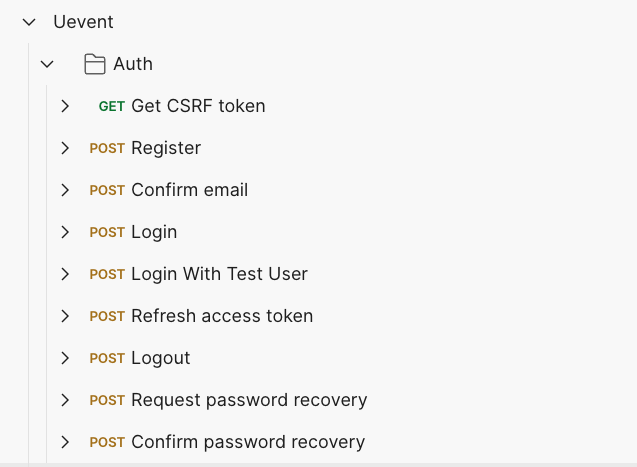 Uevent
Auth
GET Get CSRF token
POST Register
POST Confirm email
POST Login
POST Login With Test User
POST Refresh access token
POST Logout
POST Request password recovery
POST Confirm password recovery